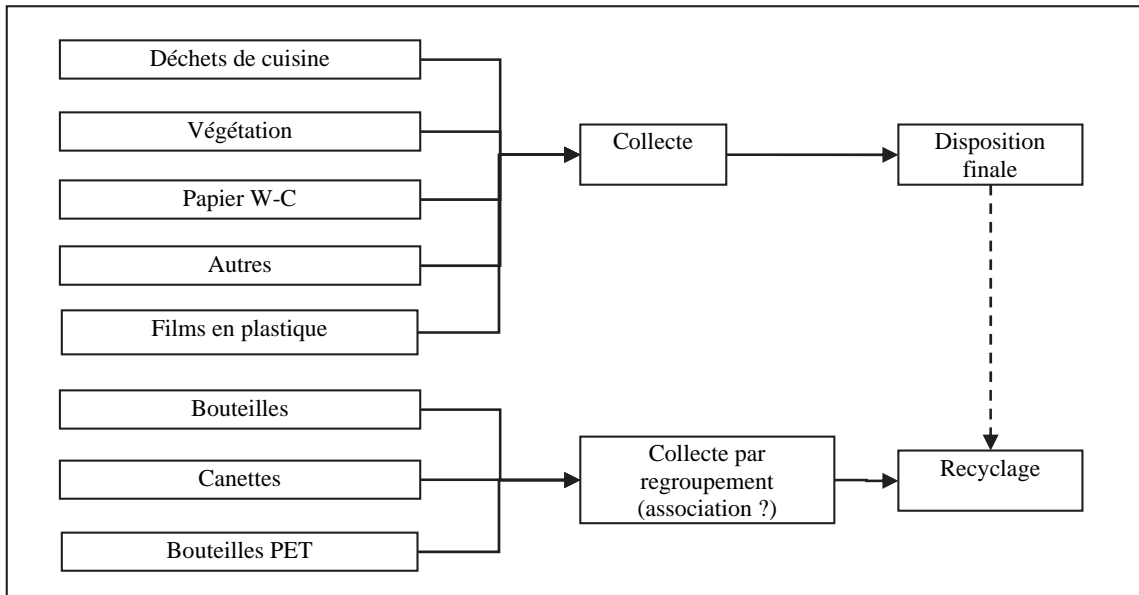 Déchets de cuisine
Végétation
Papier W-C
Autres
Films en plastique
Collecte
Disposition
finale
Bouteilles
Canettes
Bouteilles PET
Collecte par
regroupement
(association ?)
Recyclage